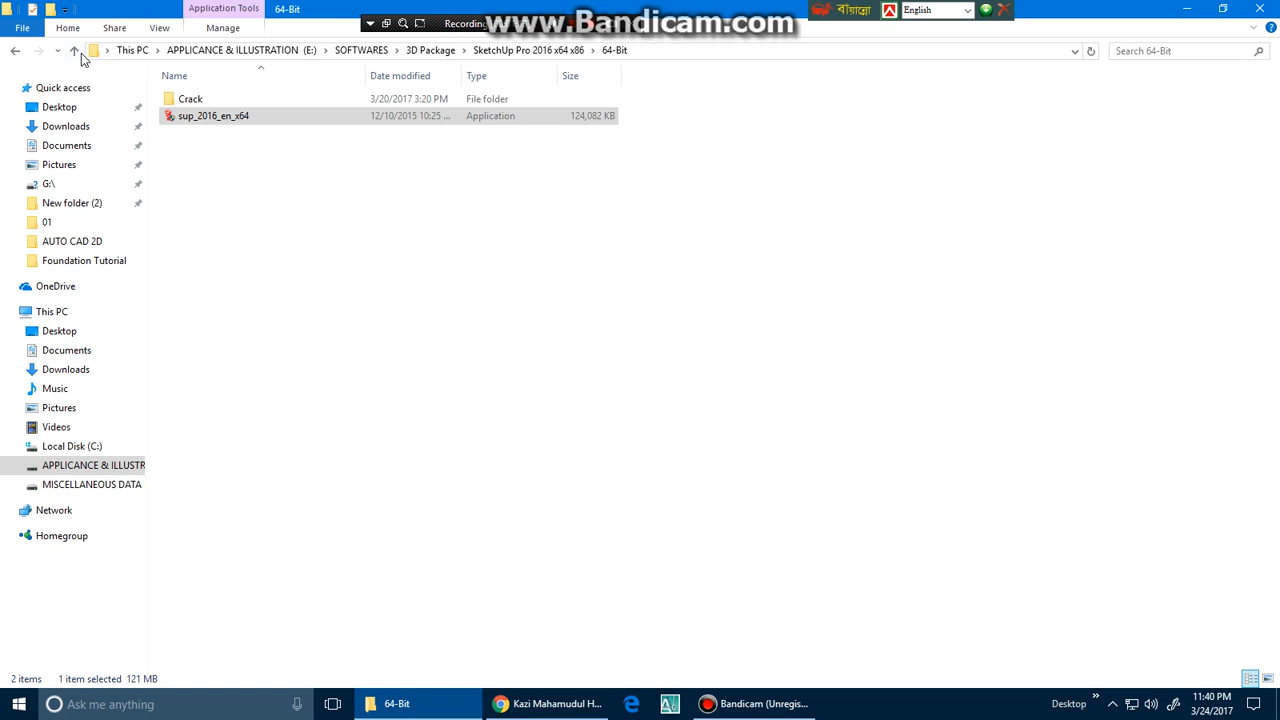 Application Tools
64-Bit
Recording
www.Bandicam.com
বাঁয়ান্নো
English
File
Home
Share
View
Manage
This PC > APPLICANCE & ILLUSTRATION (E:) > SOFTWARES > 3D Package > SketchUp Pro 2016 x64 x86 > 64-Bit
Search 64-Bit
Name
Date modified
Type
Size
Crack
3/20/2017 3:20 PM
File folder
sup_2016_en_x64
12/10/2015 10:25 ...
Application
124,082 KB
Quick access
Desktop
Downloads
Documents
Pictures
G:\
New folder (2)
01
AUTO CAD 2D
Foundation Tutorial
OneDrive
This PC
Desktop
Documents
Downloads
Music
Pictures
Videos
Local Disk (C:)
APPLICANCE & ILLUSTR
MISCELLANEOUS DATA
Network
Homegroup
2 items
1 item selected 121 MB
Ask me anything
64-Bit
Kazi Mahamudul H...
Bandicam (Unregis...
Desktop
11:40 PM
3/24/2017